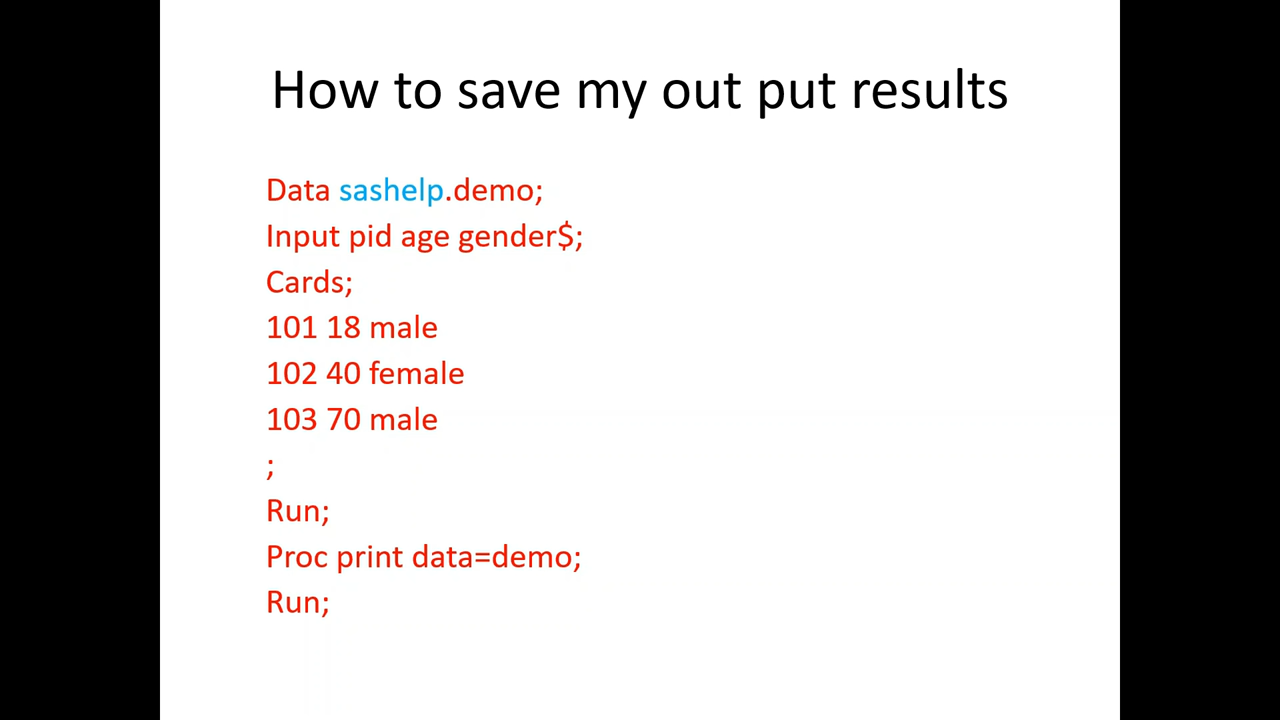 How to save my out put results
Data sashelp.demo;
Input pid age gender$;
Cards;
101 18 male
102 40 female
103 70 male
;
Run;
Proc print data=demo;
Run;